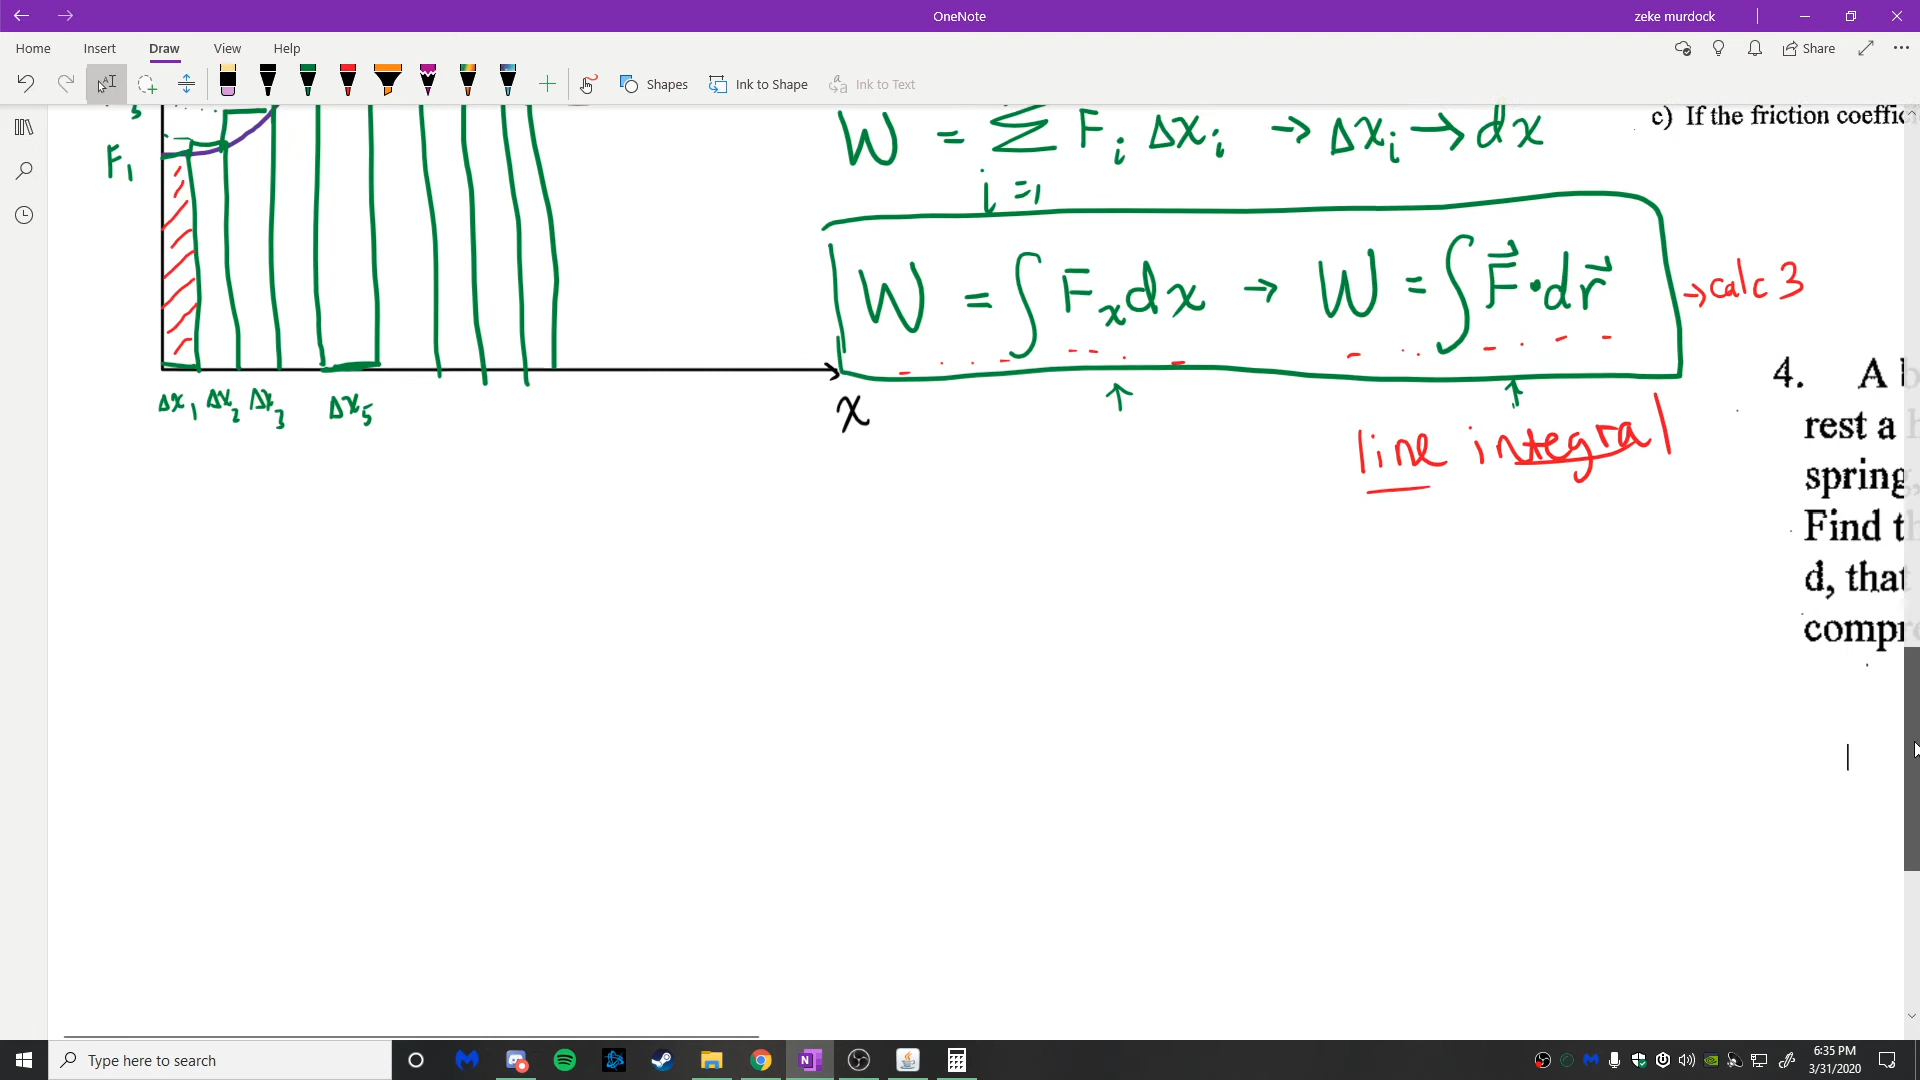 OneNote
zeke murdock
Home Insert Draw View Help
Share
Shapes
Ink to Shape
Ink to Text
F₁
W = Σ Fᵢ Δxᵢ → Δxᵢ → dx
i=1
c) If the friction coeffic
W = ∫ Fₓ dx → W = ∫ F⃗ • dr⃗
→ calc 3
Δx₁ Δx₂ Δx₃ Δx₅
x
line integral
4. A b
rest a h
spring,
Find th
d, that
compr
Type here to search
6:35 PM
3/31/2020